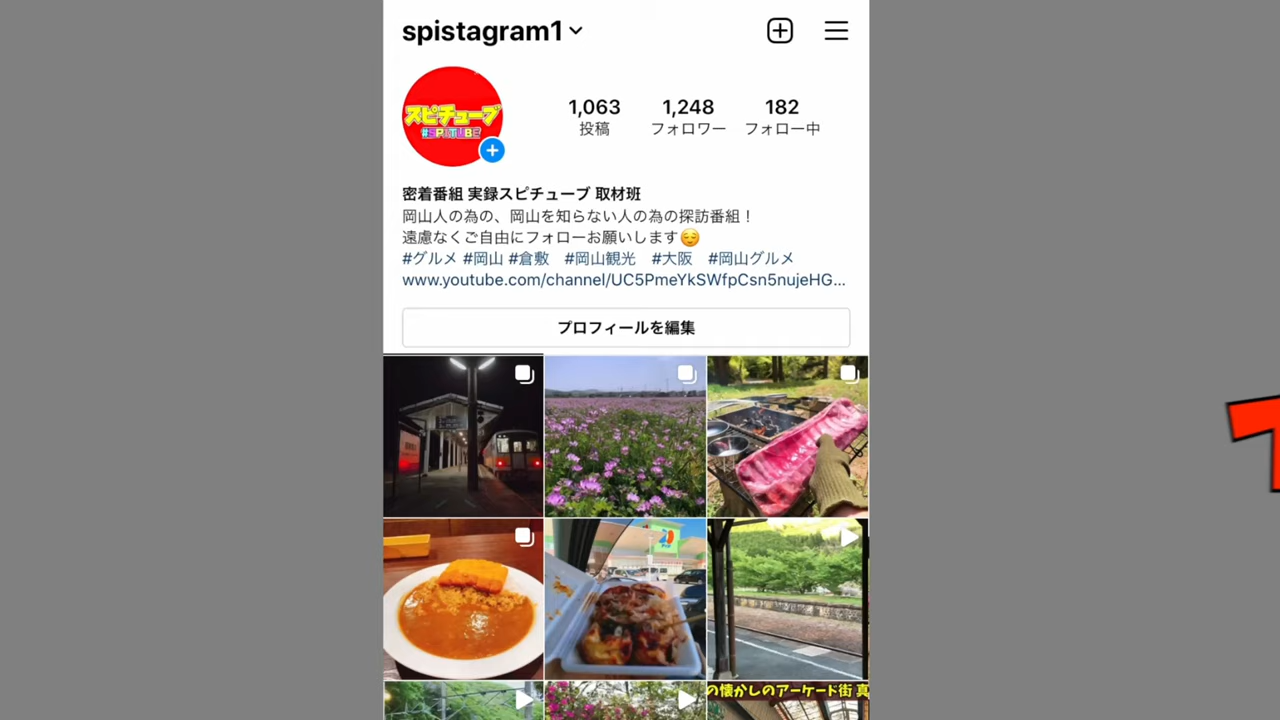 spistagram1
スピチューブ
#SPITUBE
1,063
投稿
1,248
フォロワー
182
フォロー中
密着番組 実録スピチューブ 取材班
岡山人の為の、岡山を知らない人の為の探訪番組！
遠慮なくご自由にフォローお願いします😌
#グルメ #岡山 #倉敷 #岡山観光 #大阪 #岡山グルメ
www.youtube.com/channel/UC5PmeYkSWfpCsn5nujeHG...
プロフィールを編集
の懐かしのアーケード街 真